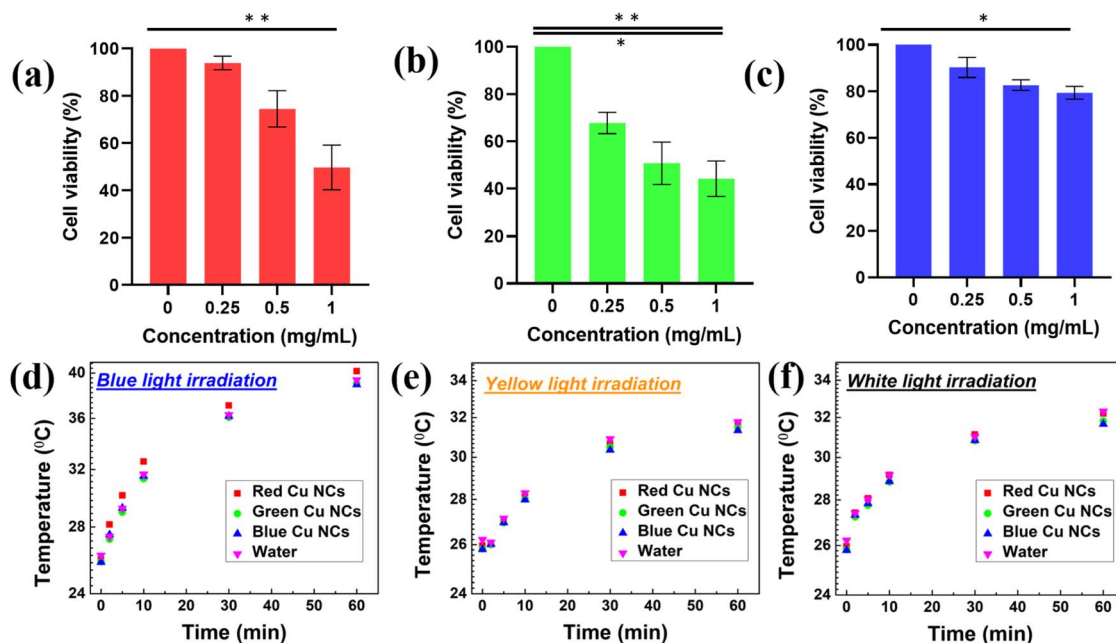 * *
(a)
Cell viability (%)
100
80
60
40
20
0
0 0.25 0.5 1
Concentration (mg/mL)
* *
*
(b)
Cell viability (%)
100
80
60
40
20
0
0 0.25 0.5 1
Concentration (mg/mL)
*
(c)
Cell viability (%)
100
80
60
40
20
0
0 0.25 0.5 1
Concentration (mg/mL)
(d)
Blue light irradiation
Temperature (⁰C)
40
36
32
28
24
Red Cu NCs
Green Cu NCs
Blue Cu NCs
Water
0 10 20 30 40 50 60
Time (min)
(e)
Yellow light irradiation
Temperature (⁰C)
34
32
30
28
26
24
Red Cu NCs
Green Cu NCs
Blue Cu NCs
Water
0 10 20 30 40 50 60
Time (min)
(f)
White light irradiation
Temperature (⁰C)
34
32
30
28
26
24
Red Cu NCs
Green Cu NCs
Blue Cu NCs
Water
0 10 20 30 40 50 60
Time (min)